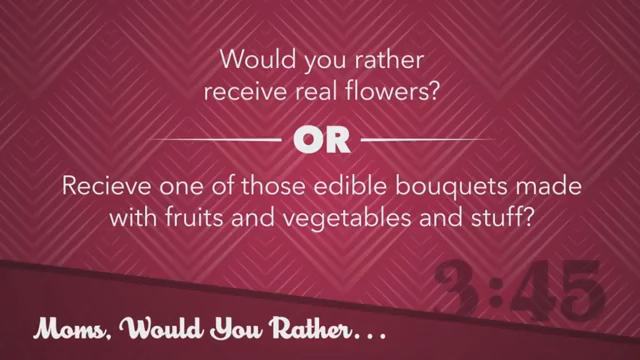 Would you rather
receive real flowers?
OR
Recieve one of those edible bouquets made
with fruits and vegetables and stuff?
3:45
Moms, Would You Rather...